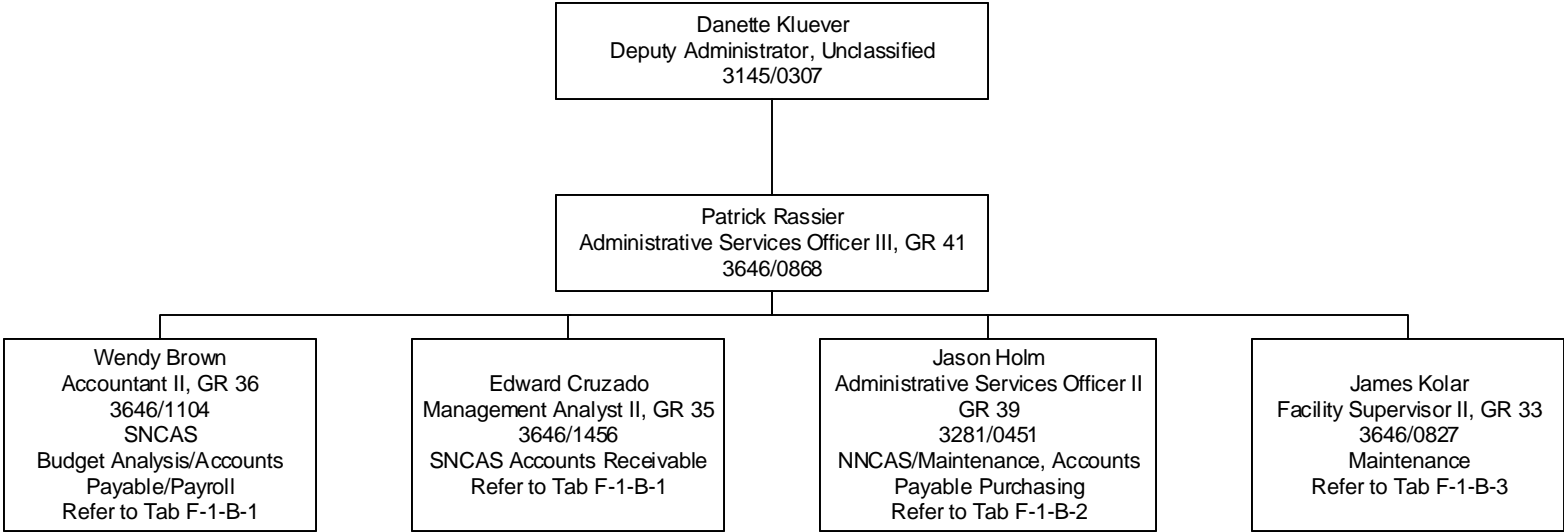 Danette Kluever
Deputy Administrator, Unclassified
3145/0307
Patrick Rassier
Administrative Services Officer III, GR 41
3646/0868
Wendy Brown
Accountant II, GR 36
3646/1104
SNCAS
Budget Analysis/Accounts
Payable/Payroll
Refer to Tab F-1-B-1
Edward Cruzado
Management Analyst II, GR 35
3646/1456
SNCAS Accounts Receivable
Refer to Tab F-1-B-1
Jason Holm
Administrative Services Officer II
GR 39
3281/0451
NNCAS/Maintenance, Accounts
Payable Purchasing
Refer to Tab F-1-B-2
James Kolar
Facility Supervisor II, GR 33
3646/0827
Maintenance
Refer to Tab F-1-B-3